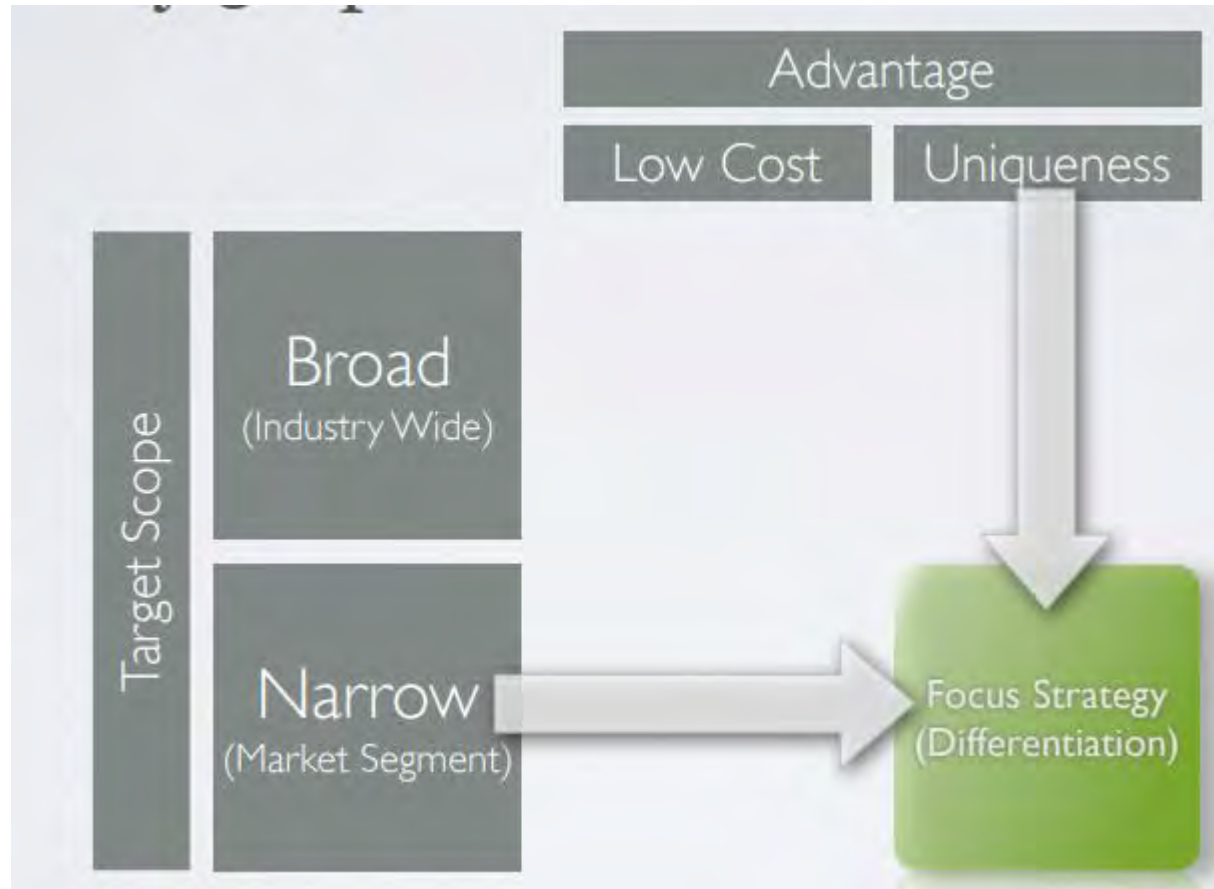 Advantage
Low Cost
Uniqueness
Target Scope
Broad
(Industry Wide)
Narrow
(Market Segment)
Focus Strategy
(Differentiation)